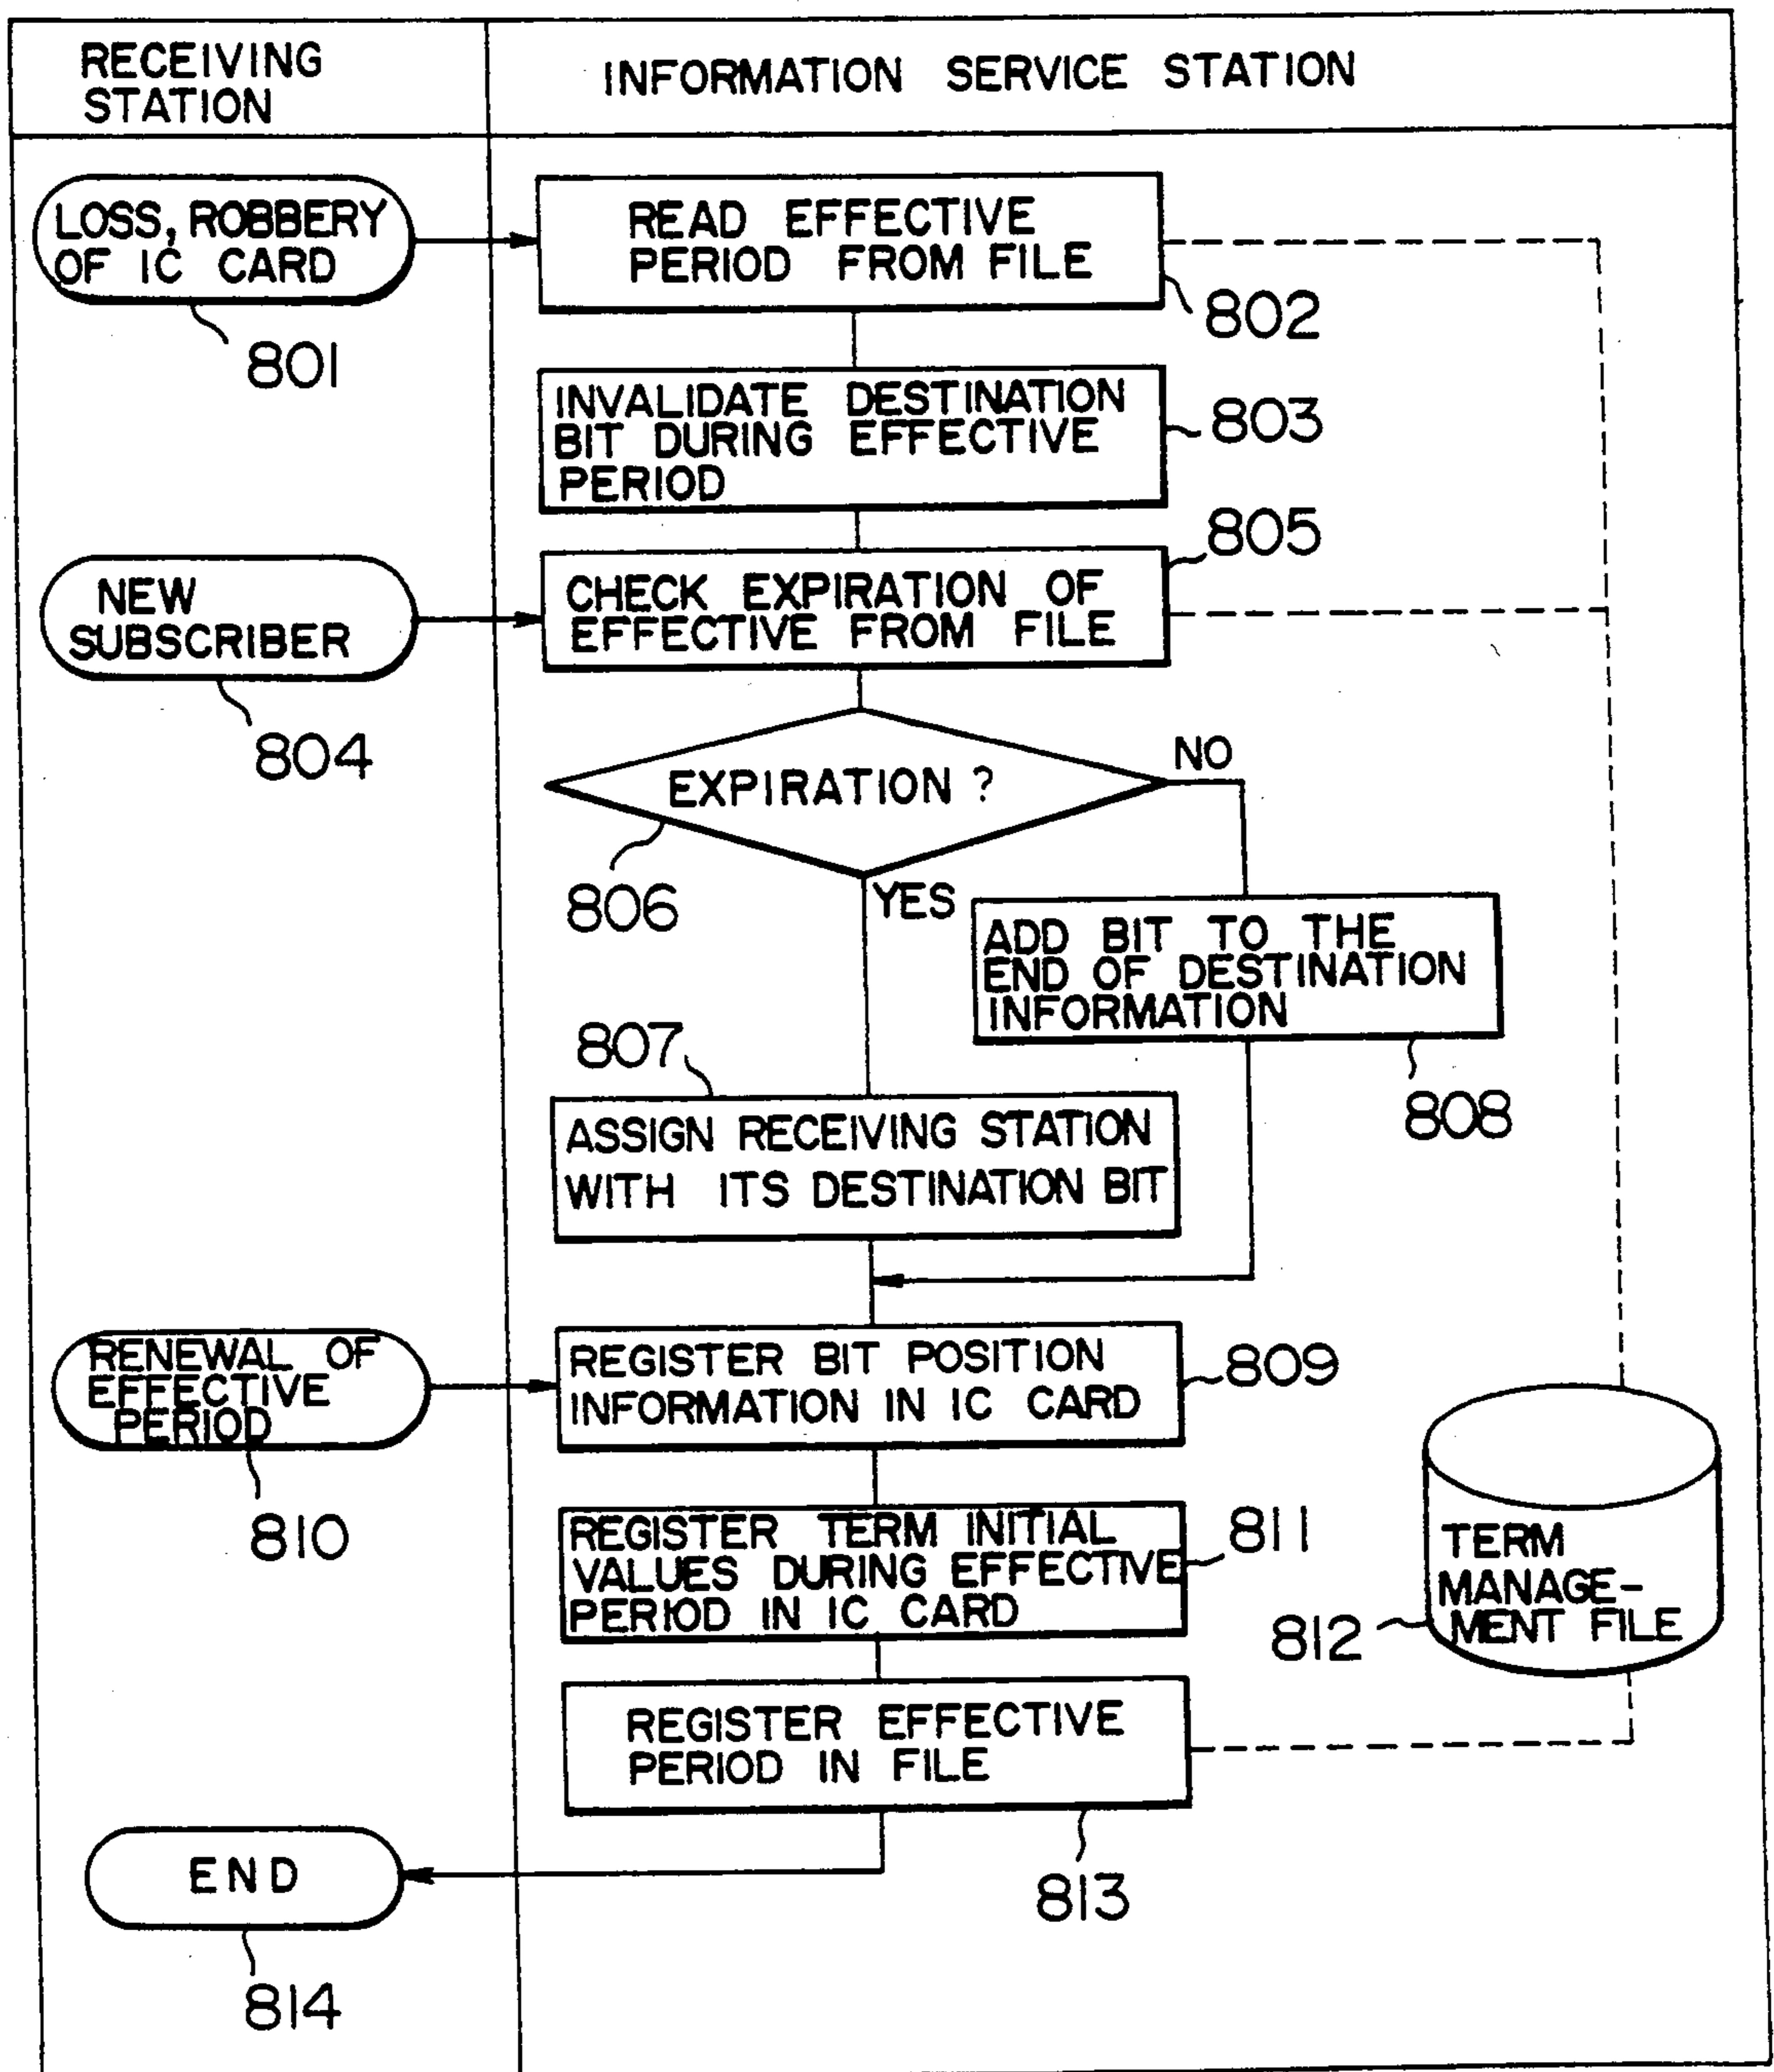 RECEIVING
STATION
INFORMATION SERVICE STATION
LOSS, ROBBERY
OF IC CARD
801
READ EFFECTIVE
PERIOD FROM FILE
802
INVALIDATE DESTINATION
BIT DURING EFFECTIVE
PERIOD
803
NEW
SUBSCRIBER
804
CHECK EXPIRATION OF
EFFECTIVE FROM FILE
805
EXPIRATION ?
NO
806
YES
ADD BIT TO THE
END OF DESTINATION
INFORMATION
808
807
ASSIGN RECEIVING STATION
WITH ITS DESTINATION BIT
RENEWAL OF
EFFECTIVE
PERIOD
810
REGISTER BIT POSITION
INFORMATION IN IC CARD
809
REGISTER TERM INITIAL
VALUES DURING EFFECTIVE
PERIOD IN IC CARD
811
TERM
MANAGE-
MENT FILE
812
REGISTER EFFECTIVE
PERIOD IN FILE
813
END
814